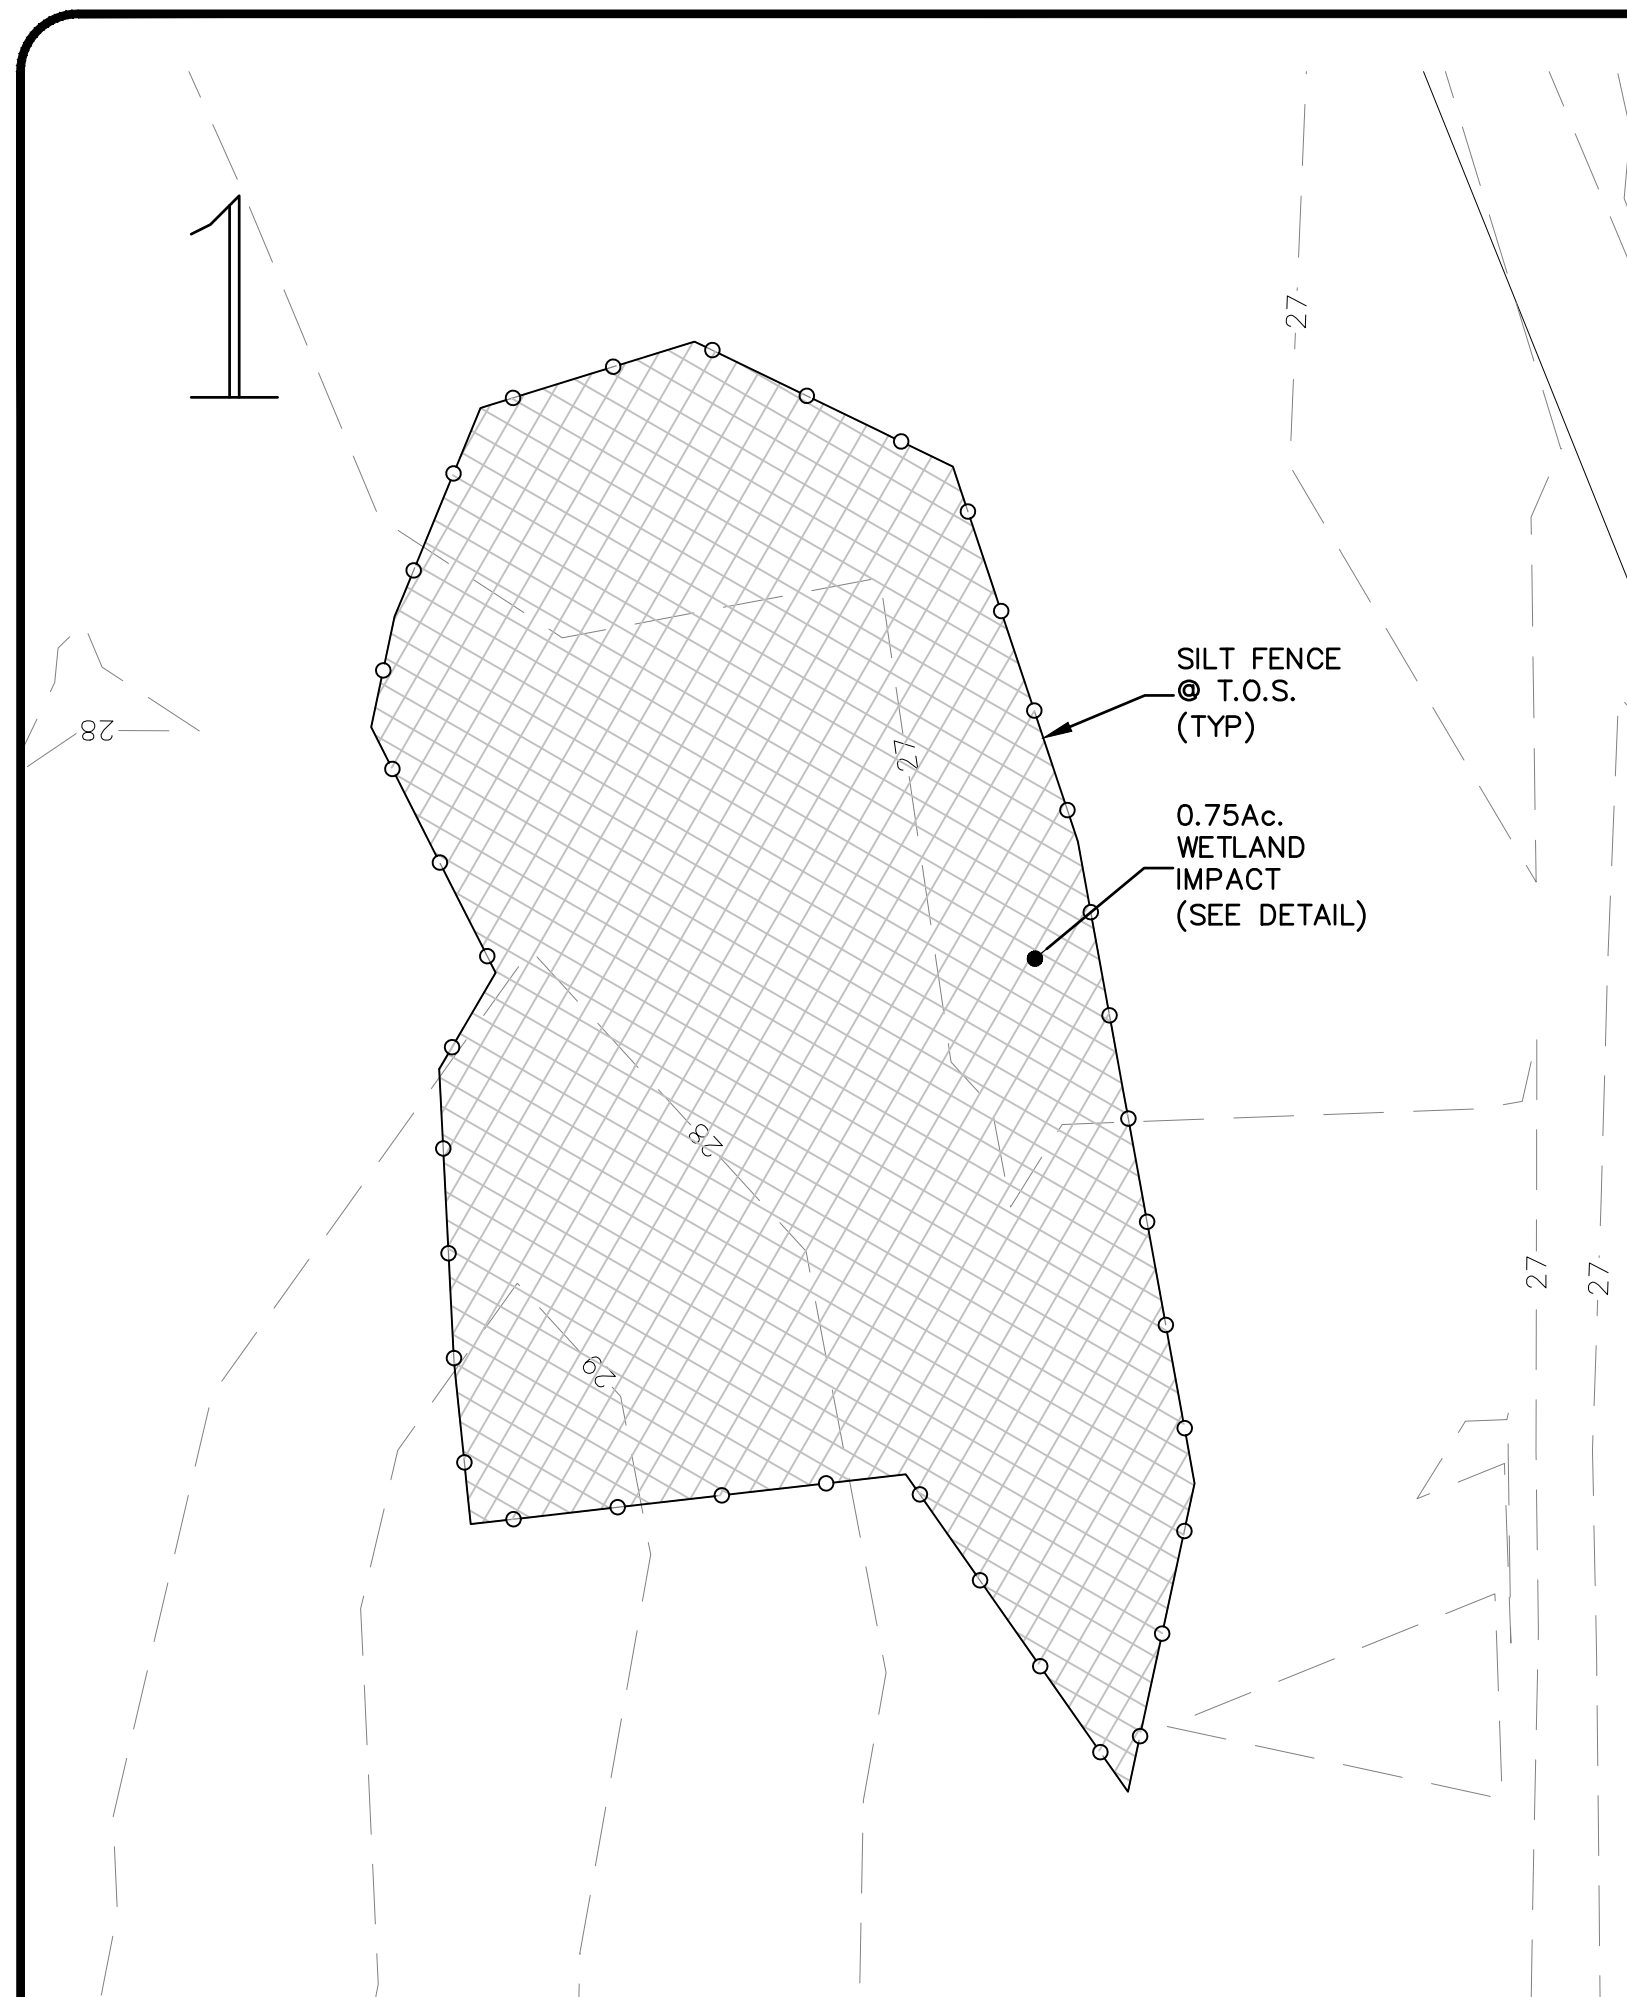 1
27
SILT FENCE
@ T.O.S.
(TYP)
28
27
0.75Ac.
WETLAND
IMPACT
(SEE DETAIL)
28
27
27
29